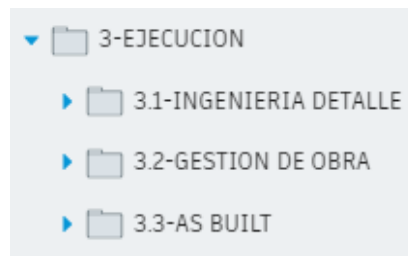 3-EJECUCION
3.1-INGENIERIA DETALLE
3.2-GESTION DE OBRA
3.3-AS BUILT